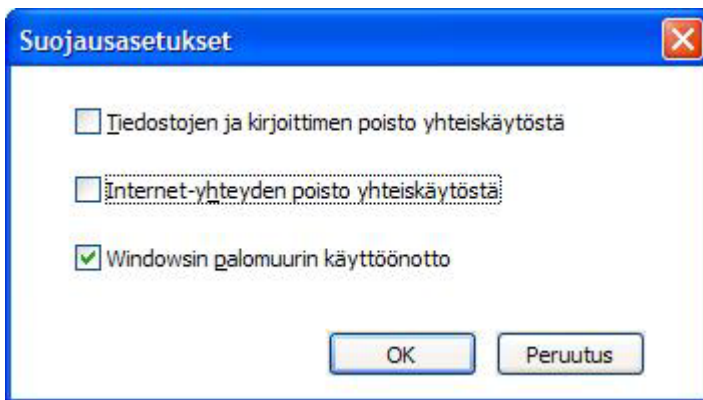 Suojausasetukset
Tiedostojen ja kirjoittimen poisto yhteiskäytöstä
Internet-yhteyden poisto yhteiskäytöstä
Windowsin palomuurin käyttöönotto
OK Peruutus